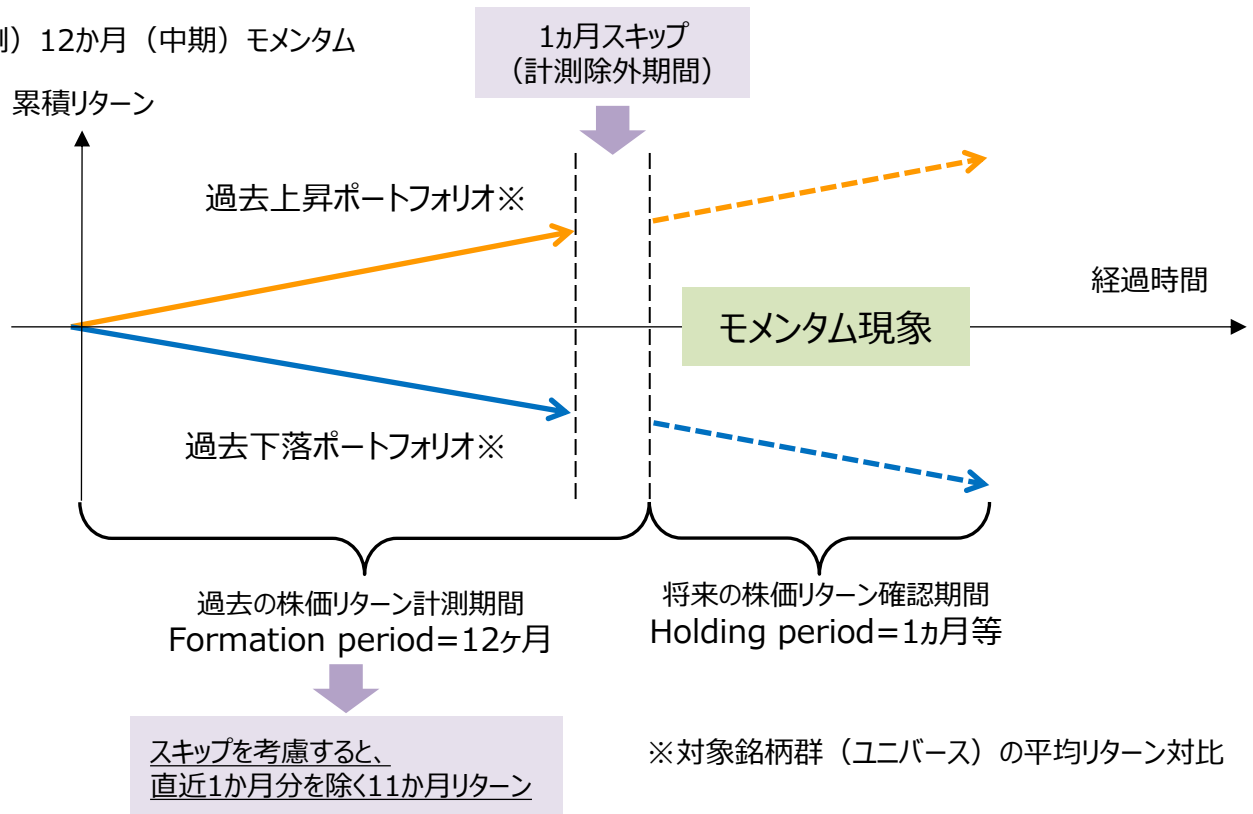 ）12か月（中期）モメンタム
1ヵ月スキップ
（計測除外期間）
累積リターン
過去上昇ポートフォリオ※
経過時間
モメンタム現象
過去下落ポートフォリオ※
過去の株価リターン計測期間
Formation period=12ヶ月
将来の株価リターン確認期間
Holding period=1ヵ月等
スキップを考慮すると、
直近1か月分を除く11か月リターン
※対象銘柄群（ユニバース）の平均リターン対比